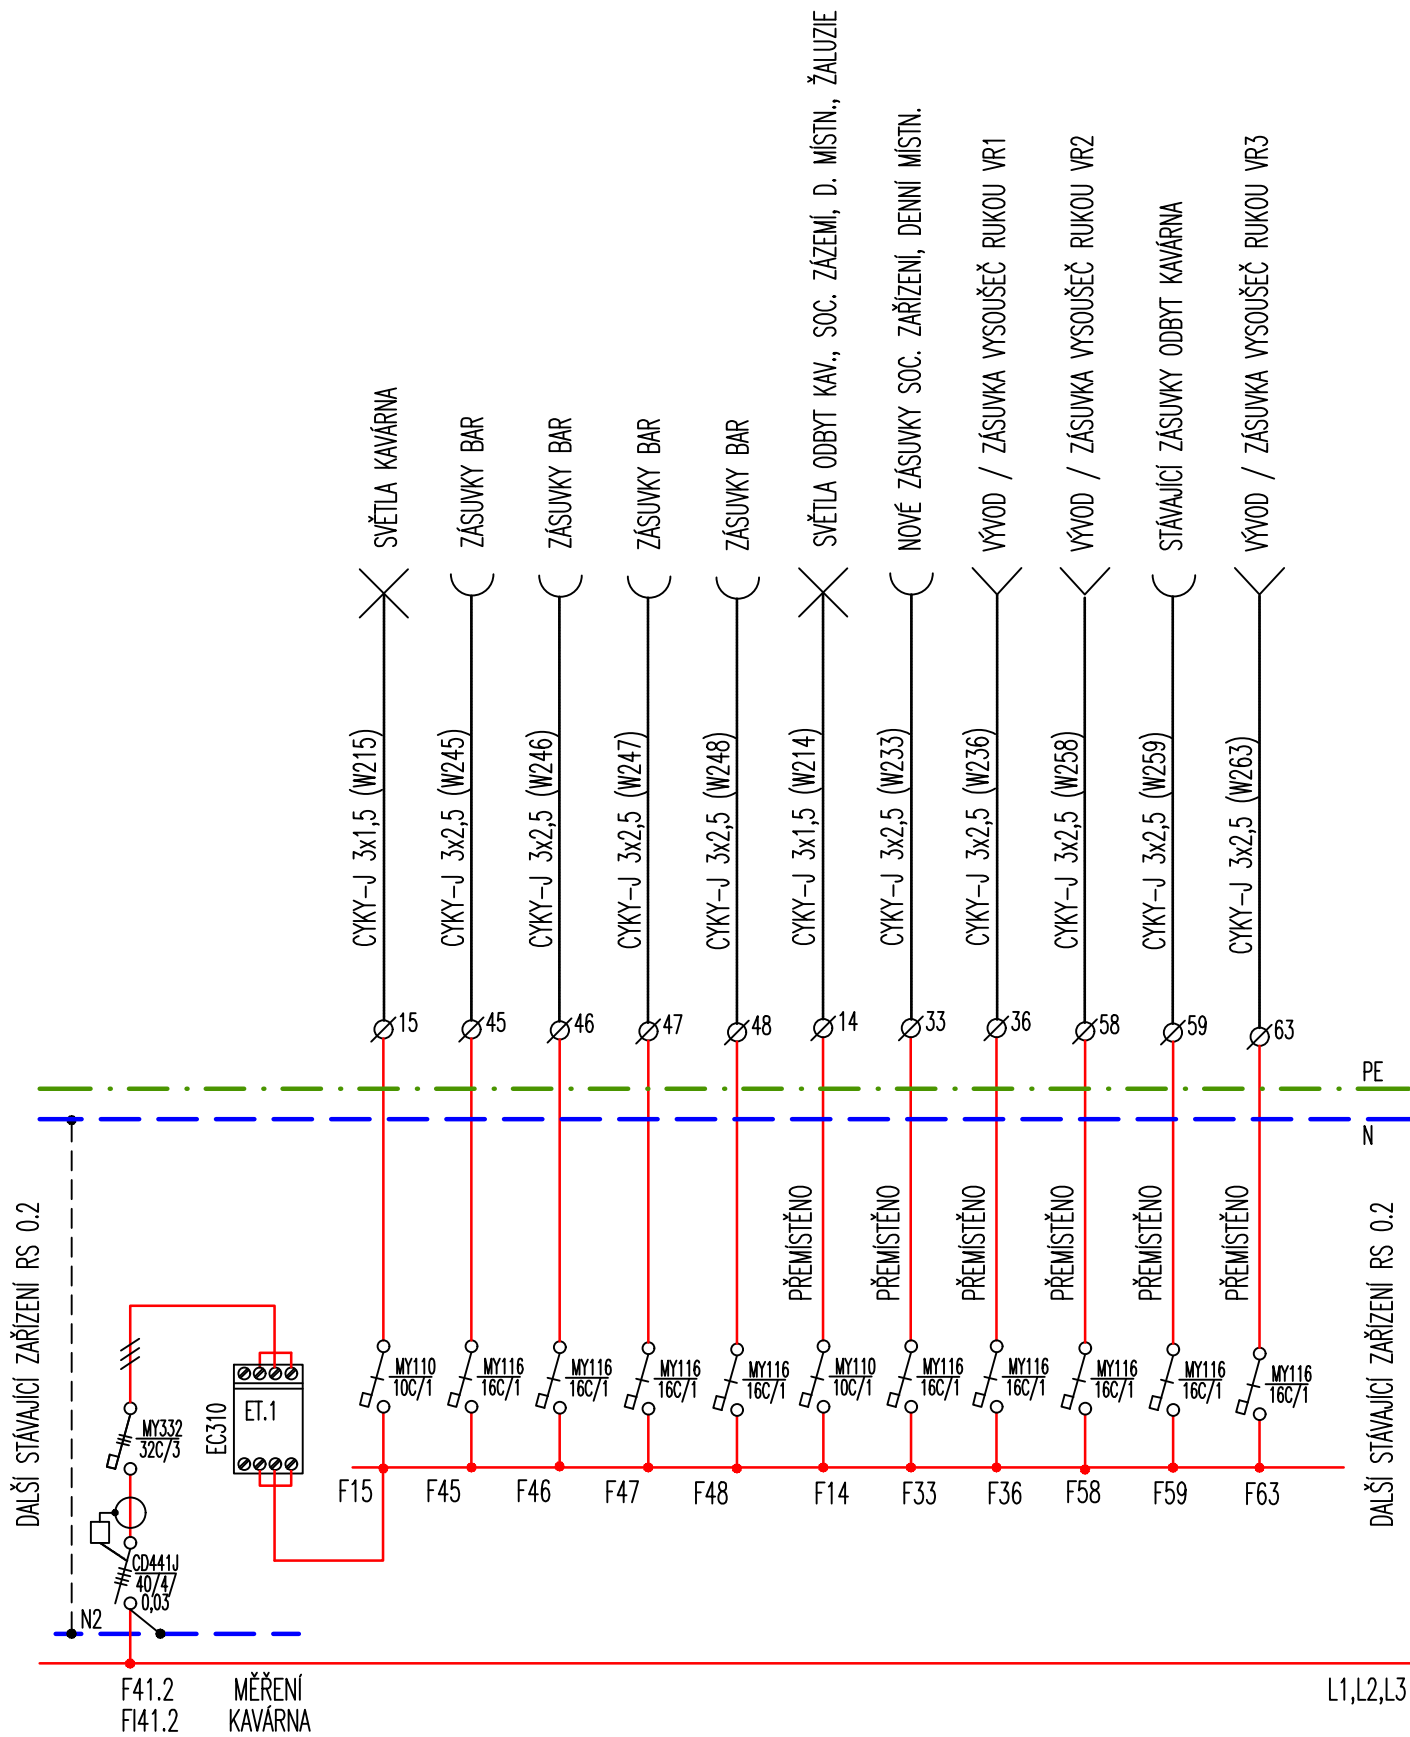 SVĚTLA KAVÁRNA
ZÁSUVKY BAR
ZÁSUVKY BAR
ZÁSUVKY BAR
ZÁSUVKY BAR
SVĚTLA ODBYT KAV., SOC. ZÁZEMÍ, D. MÍSTN., ŽALUZIE
NOVÉ ZÁSUVKY SOC. ZAŘÍZENÍ, DENNÍ MÍSTN.
VÝVOD / ZÁSUVKA VYSOUŠEČ RUKOU VR1
VÝVOD / ZÁSUVKA VYSOUŠEČ RUKOU VR2
STÁVAJÍCÍ ZÁSUVKY ODBYT KAVÁRNA
VÝVOD / ZÁSUVKA VYSOUŠEČ RUKOU VR3
CYKY-J 3x1,5 (W215)
CYKY-J 3x2,5 (W245)
CYKY-J 3x2,5 (W246)
CYKY-J 3x2,5 (W247)
CYKY-J 3x2,5 (W248)
CYKY-J 3x1,5 (W214)
CYKY-J 3x2,5 (W233)
CYKY-J 3x2,5 (W236)
CYKY-J 3x2,5 (W258)
CYKY-J 3x2,5 (W259)
CYKY-J 3x2,5 (W263)
15
45
46
47
48
14
33
36
58
59
63
PE
N
DALŠÍ STÁVAJÍCÍ ZAŘÍZENÍ RS 0.2
PŘEMÍSTĚNO
PŘEMÍSTĚNO
PŘEMÍSTĚNO
PŘEMÍSTĚNO
PŘEMÍSTĚNO
PŘEMÍSTĚNO
DALŠÍ STÁVAJÍCÍ ZAŘÍZENÍ RS 0.2
MY110
10C/1
MY116
16C/1
MY116
16C/1
MY116
16C/1
MY116
16C/1
MY110
10C/1
MY116
16C/1
MY116
16C/1
MY116
16C/1
MY116
16C/1
MY116
16C/1
MY332
32C/3
EC310
ET.1
F15
F45
F46
F47
F48
F14
F33
F36
F58
F59
F63
CD441J
40/4/
0,03
N2
F41.2
FI41.2
MĚŘENÍ
KAVÁRNA
L1,L2,L3